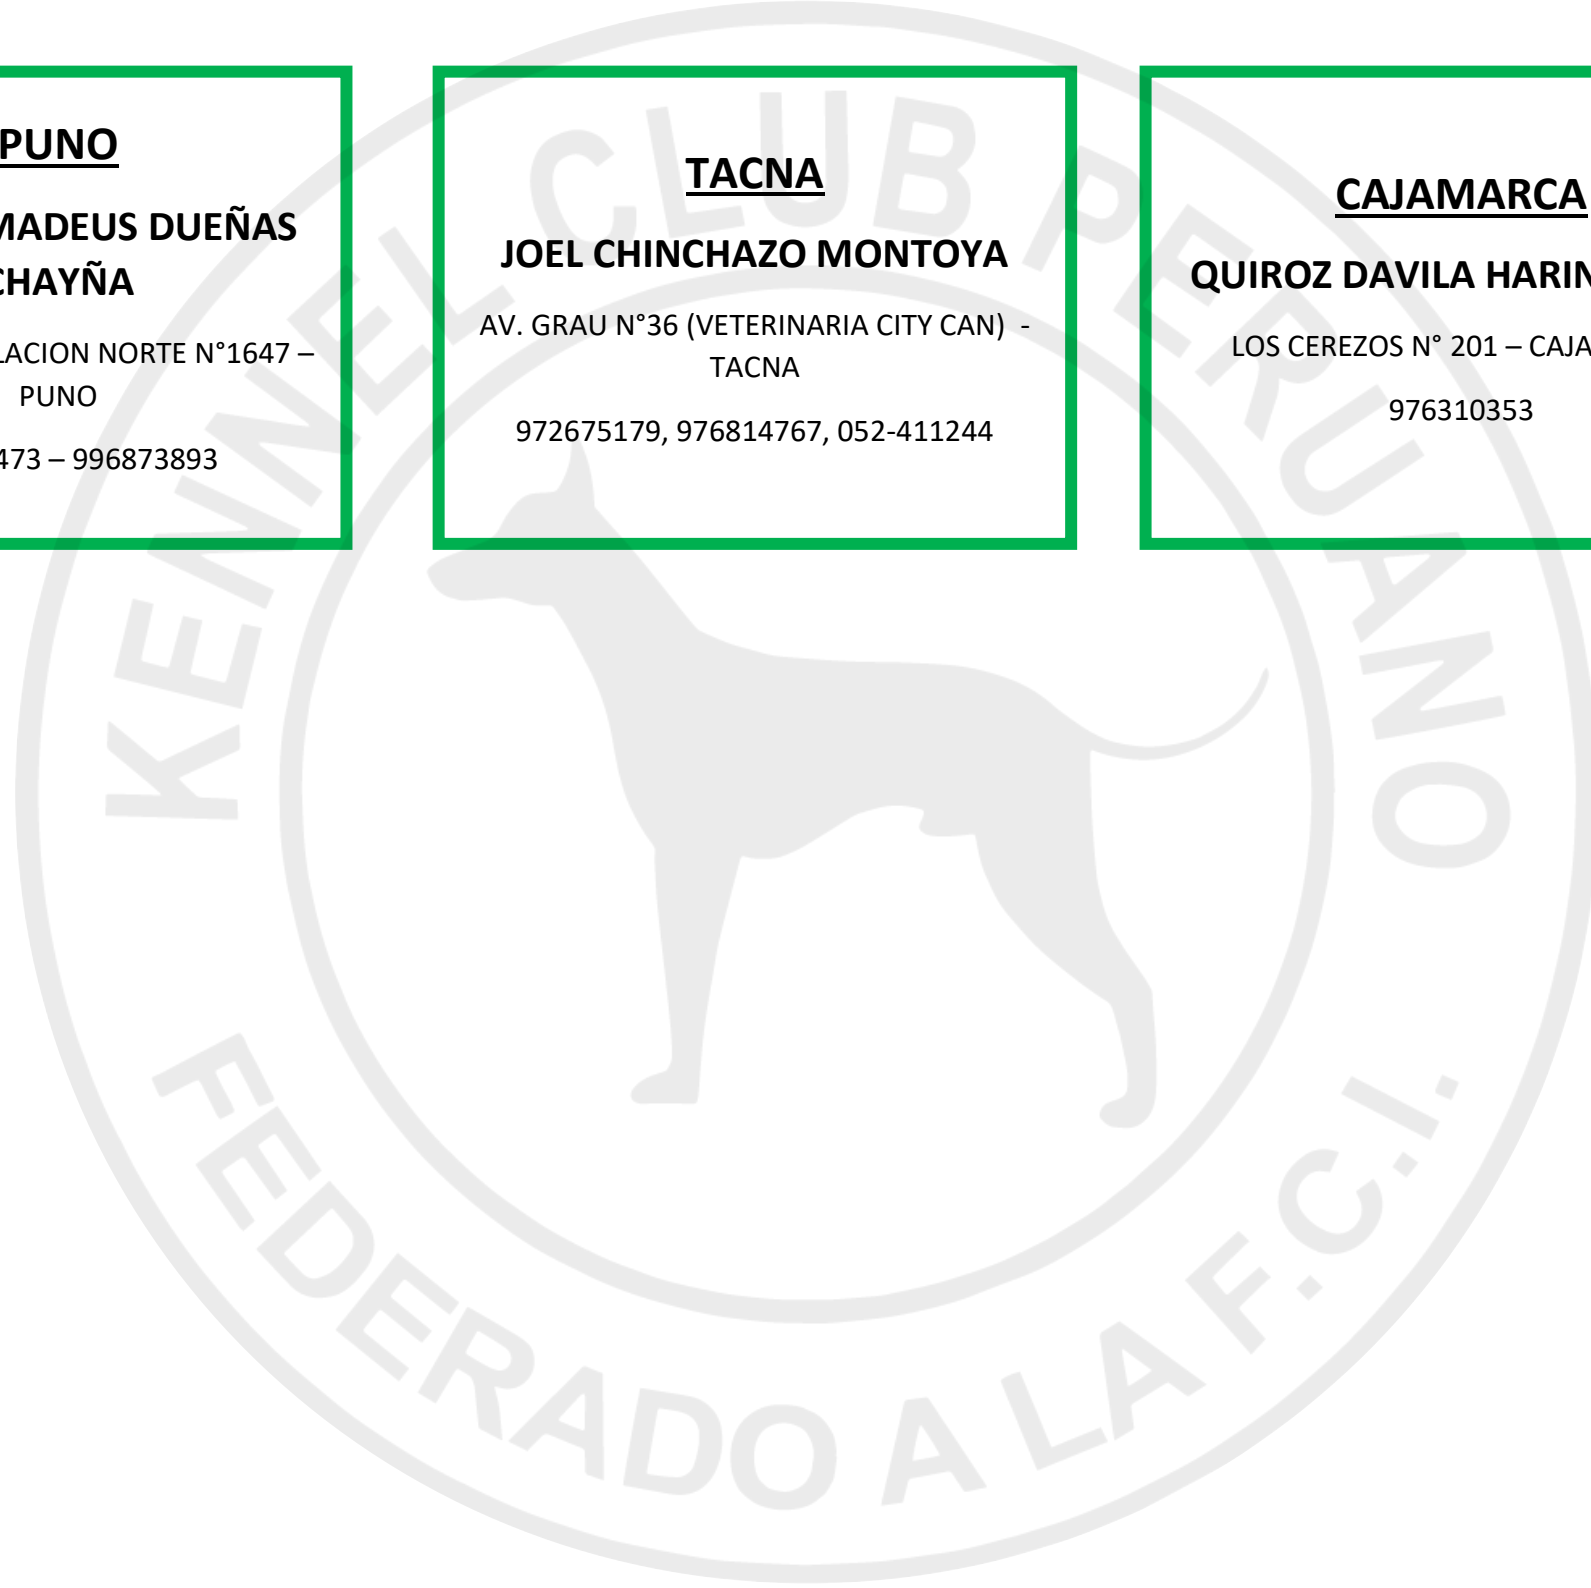 PUNO
MADEUS DUEÑAS
CHAYÑA
LACION NORTE N°1647 –
PUNO
473 – 996873893
TACNA
JOEL CHINCHAZO MONTOYA
AV. GRAU N°36 (VETERINARIA CITY CAN) -
TACNA
972675179, 976814767, 052-411244
CAJAMARCA
QUIROZ DAVILA HARIN
LOS CEREZOS N° 201 – CAJA
976310353
KENNEL CLUB PERUANO
FEDERADO A LA F.C.I.